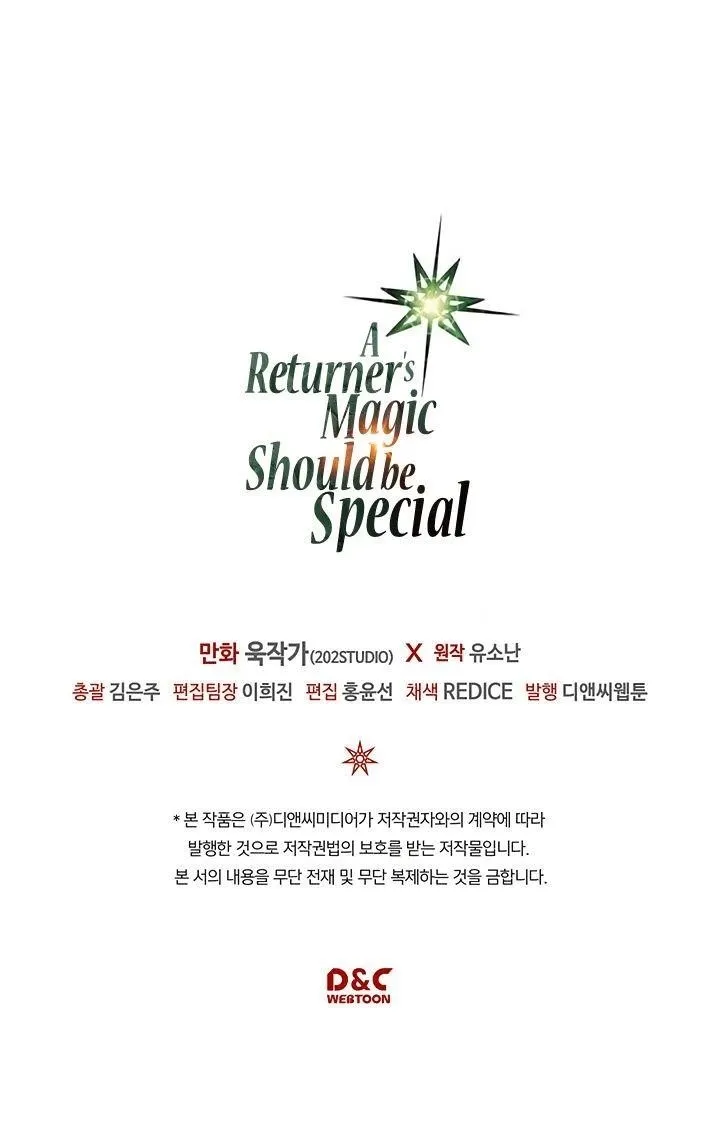 A
Returner's
Magic
Should be
Special
만화 욱작가(202STUDIO) X 원작 유소난
총괄 김은주 편집팀장 이희진 편집 홍윤선 채색 REDICE 발행 디앤씨웹툰
* 본 작품은 (주)디앤씨미디어가 저작권자와의 계약에 따라
발행한 것으로 저작권법의 보호를 받는 저작물입니다.
본 서의 내용을 무단 전재 및 무단 복제하는 것을 금합니다.
D&C
WEBTOON